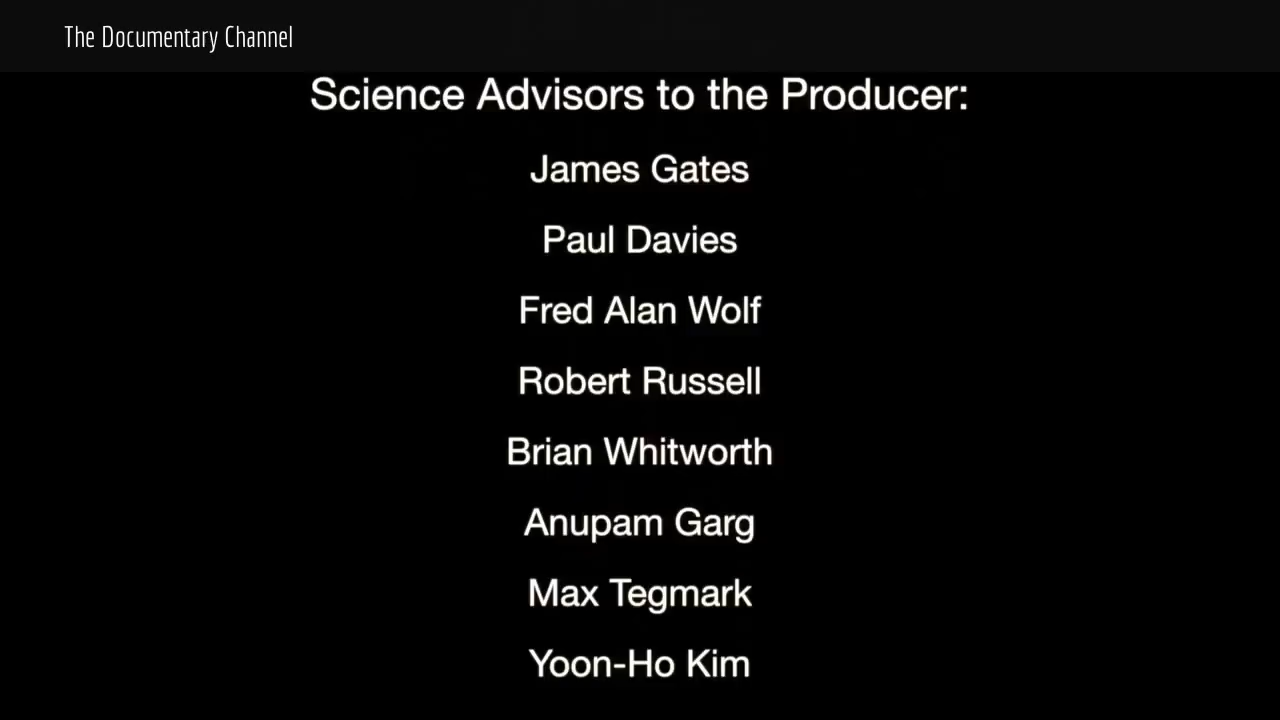 The Documentary Channel
Science Advisors to the Producer:
James Gates
Paul Davies
Fred Alan Wolf
Robert Russell
Brian Whitworth
Anupam Garg
Max Tegmark
Yoon-Ho Kim